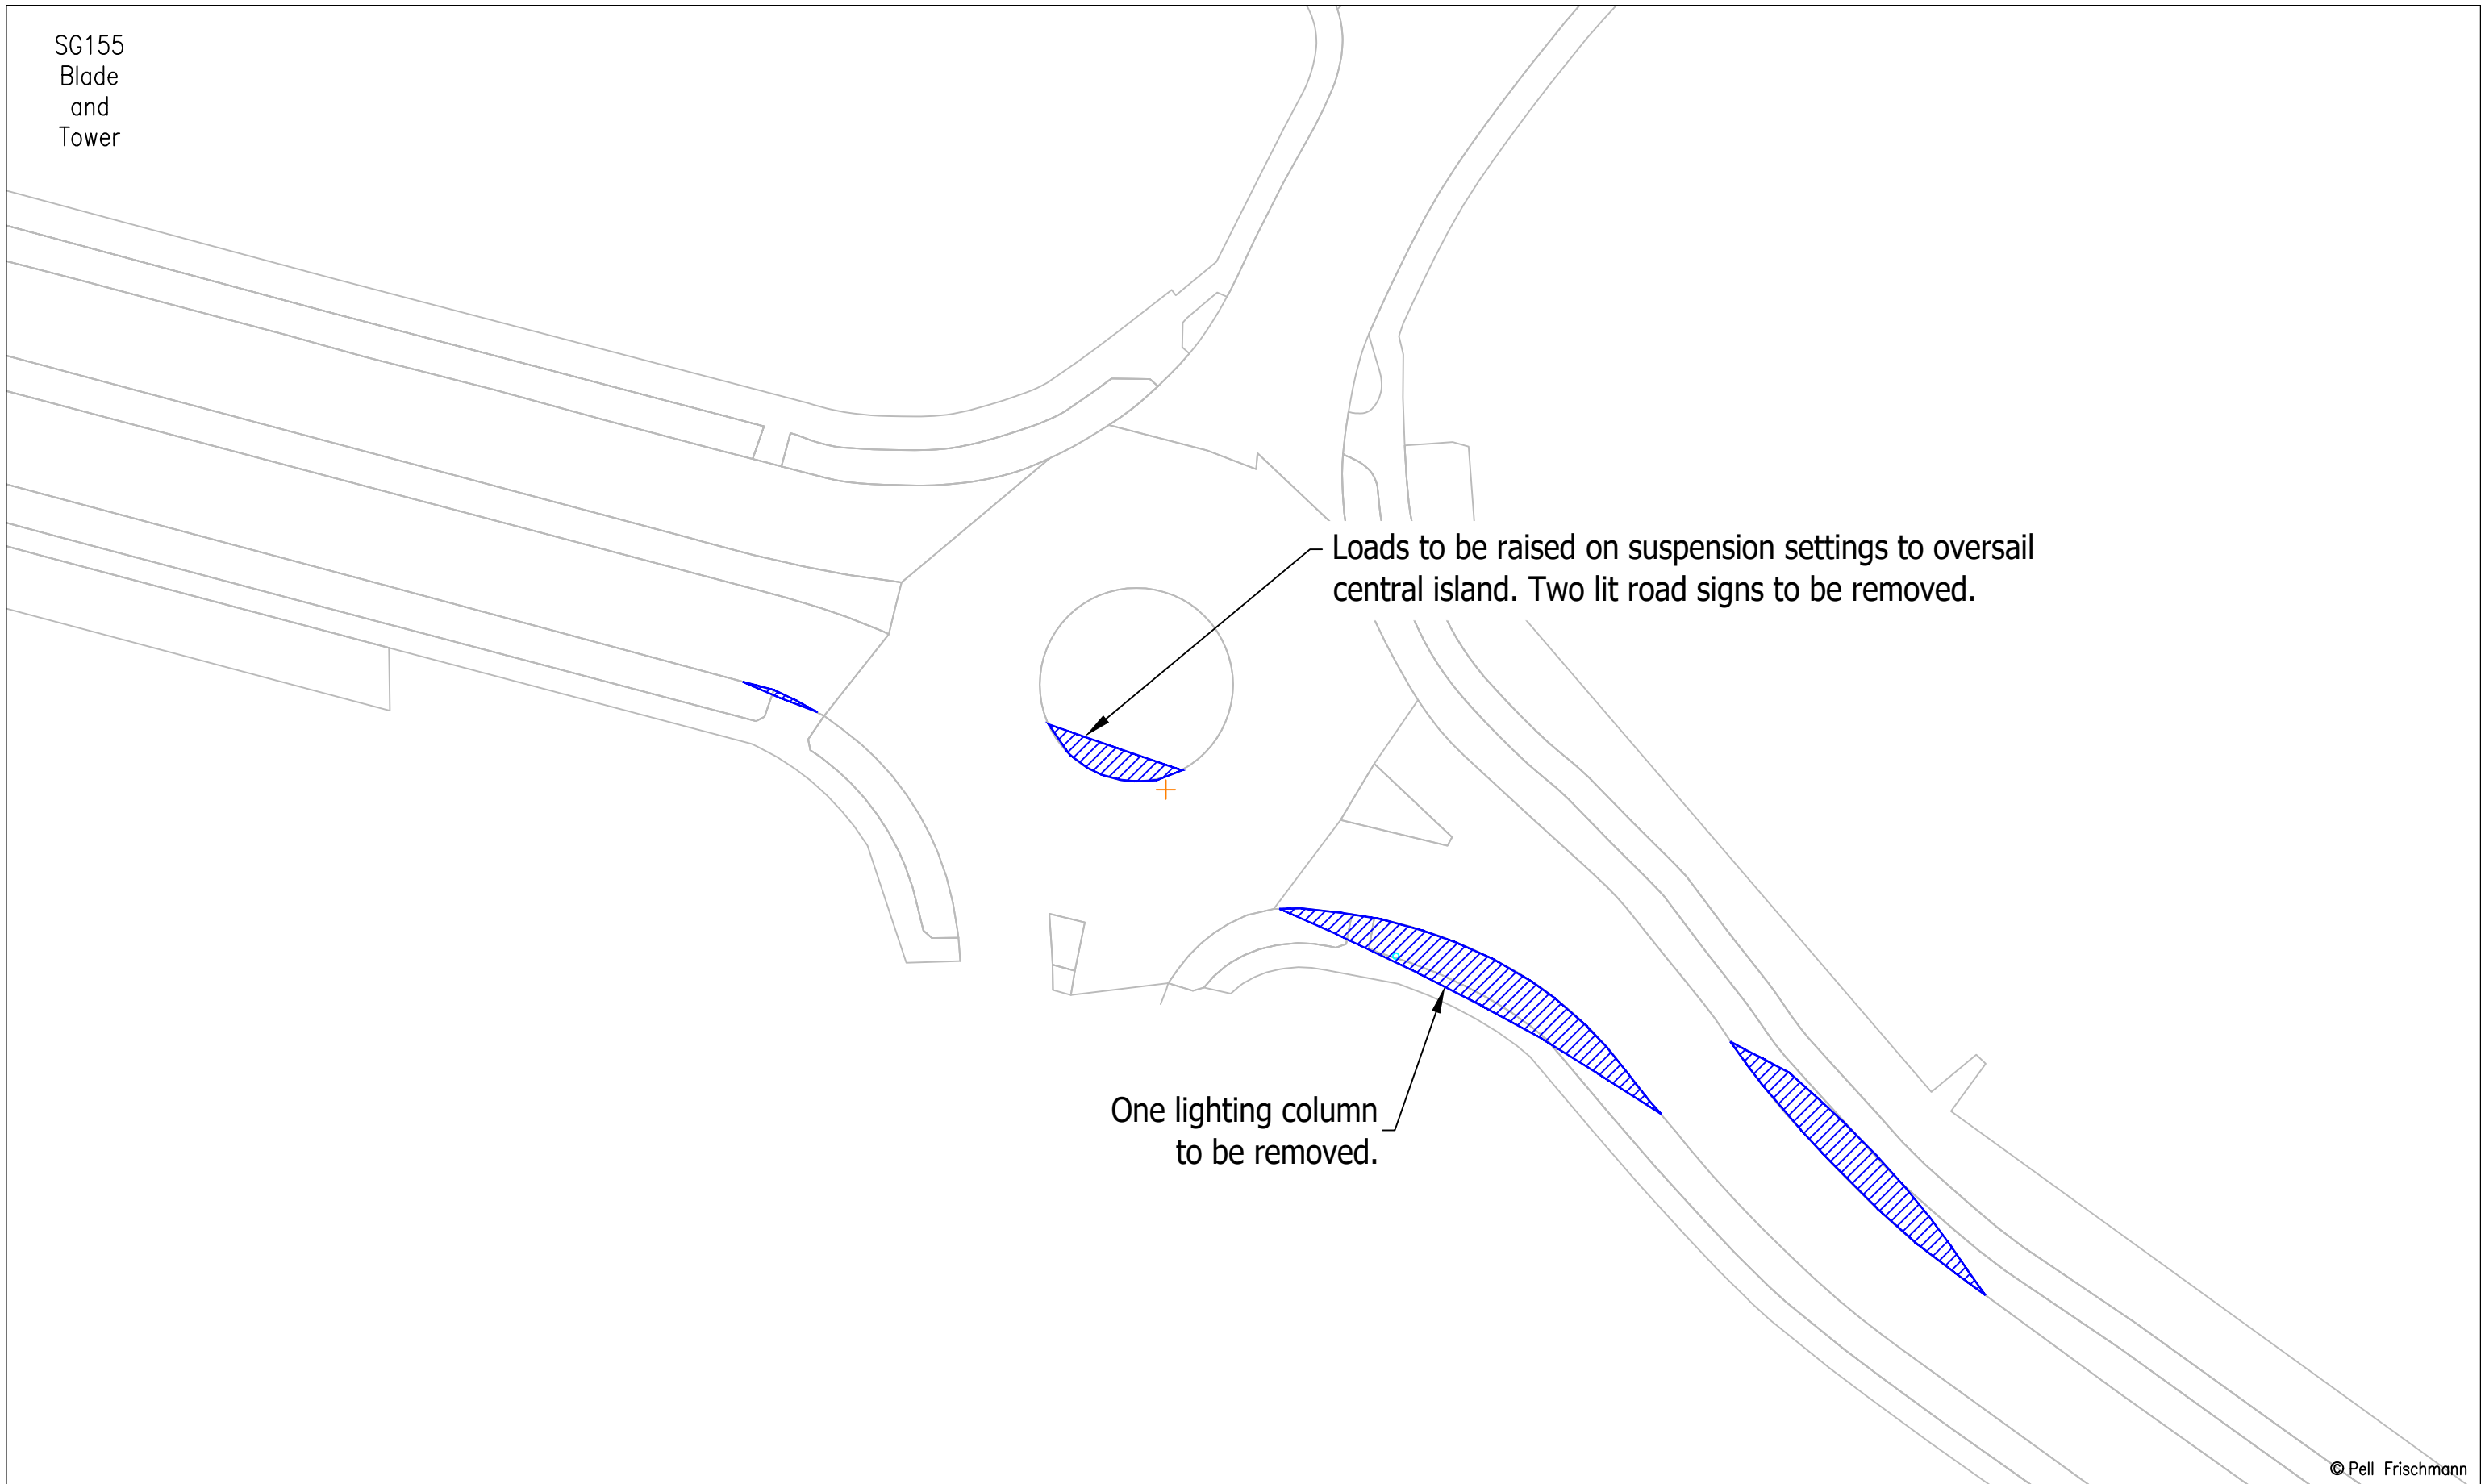 SG155
Blade
and
Tower
Loads to be raised on suspension settings to oversail
central island. Two lit road signs to be removed.
One lighting column
to be removed.
© Pell Frischmann